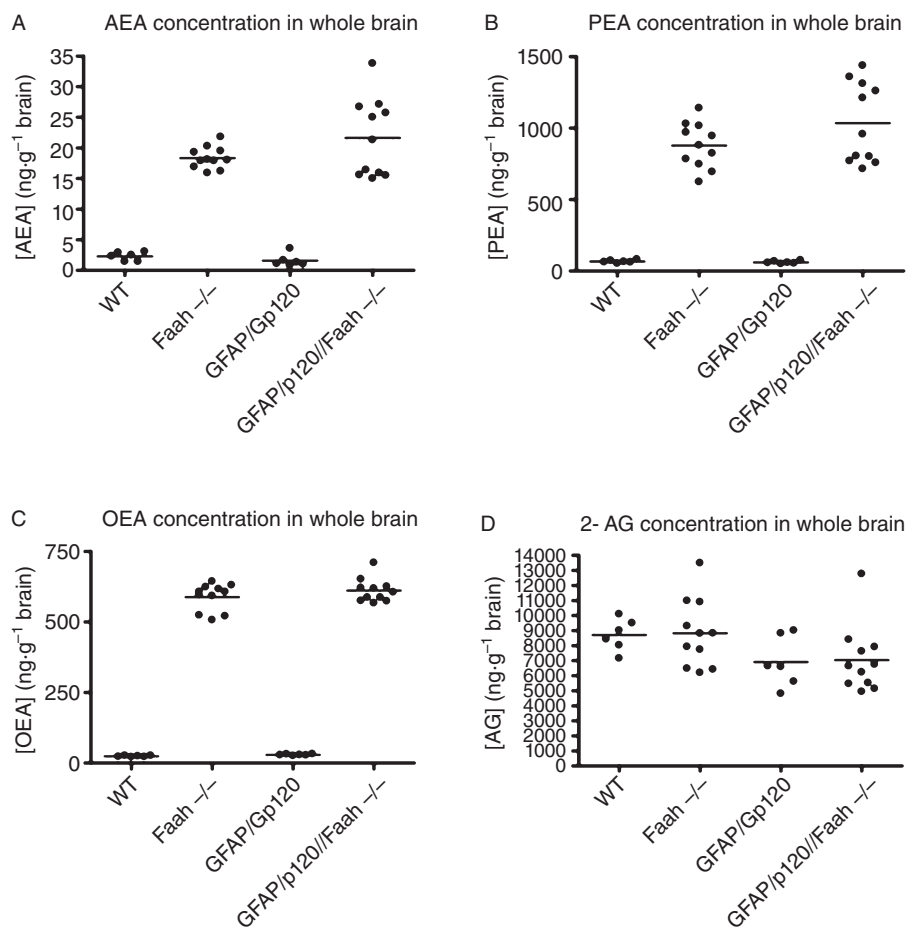 A AEA concentration in whole brain
[AEA] (ng·g⁻¹ brain)
35
30
25
20
15
10
5
0
WT
Faah –/–
GFAP/Gp120
GFAP/p120//Faah –/–
B PEA concentration in whole brain
[PEA] (ng·g⁻¹ brain)
1500
1000
500
0
WT
Faah –/–
GFAP/Gp120
GFAP/p120//Faah –/–
C OEA concentration in whole brain
[OEA] (ng·g⁻¹ brain)
750
500
250
0
WT
Faah –/–
GFAP/Gp120
GFAP/p120//Faah –/–
D 2- AG concentration in whole brain
[AG] (ng·g⁻¹ brain)
14000
13000
12000
11000
10000
9000
8000
7000
6000
5000
4000
3000
2000
1000
0
WT
Faah –/–
GFAP/Gp120
GFAP/p120//Faah –/–